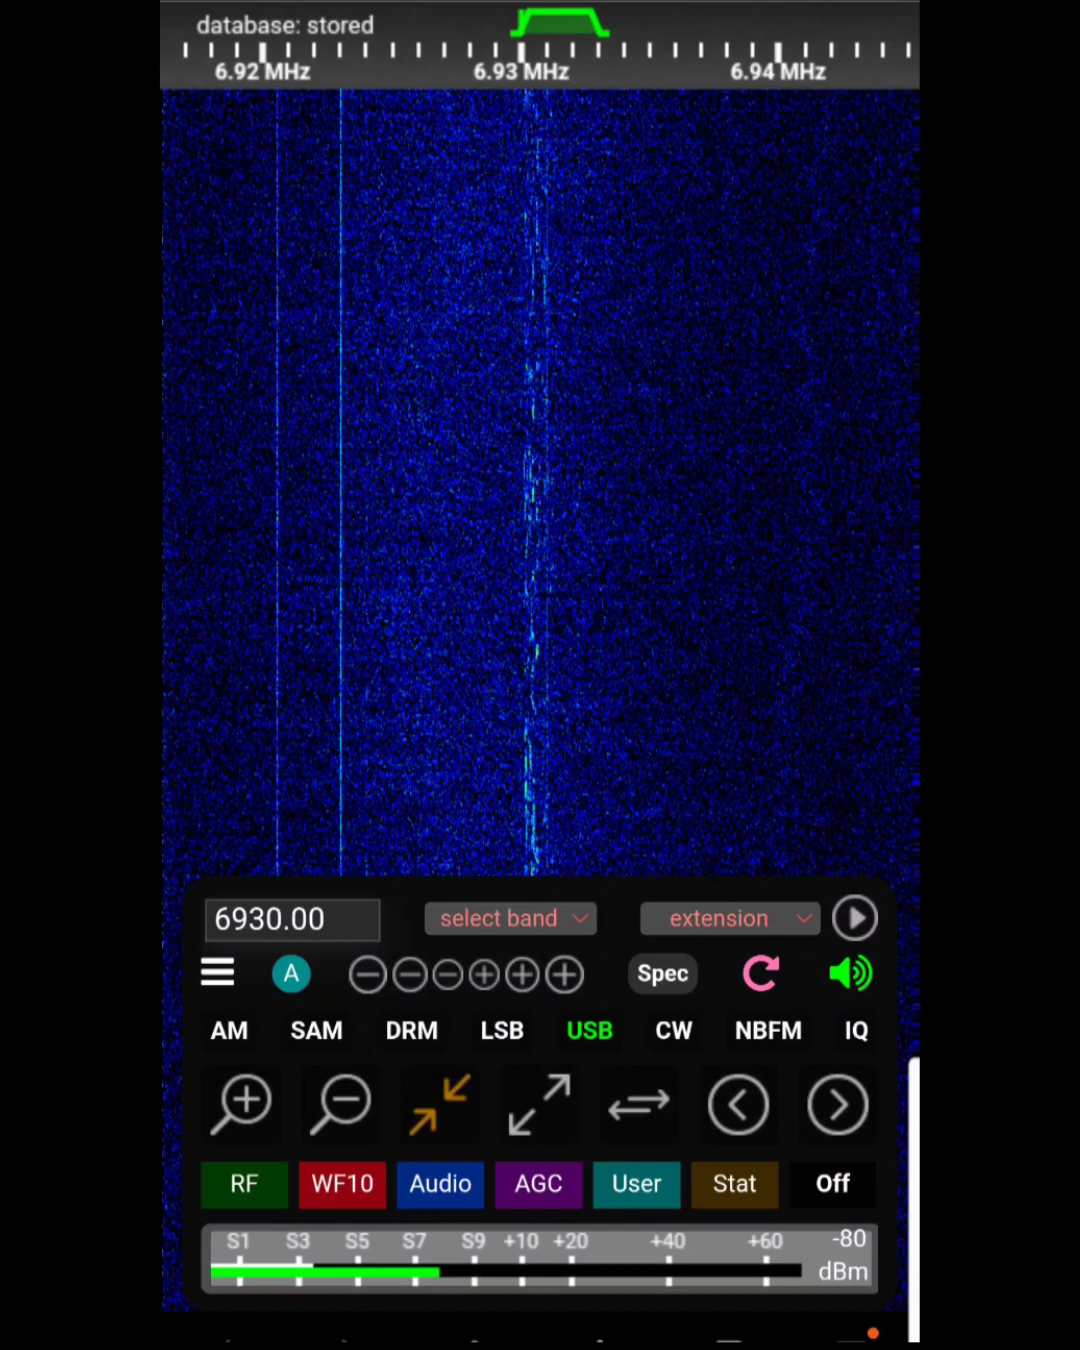 database: stored
6.92 MHz 6.93 MHz 6.94 MHz
6930.00 select band extension
A Spec
AM SAM DRM LSB USB CW NBFM IQ
RF WF10 Audio AGC User Stat Off
S1 S3 S5 S7 S9 +10 +20 +40 +60 -80
dBm